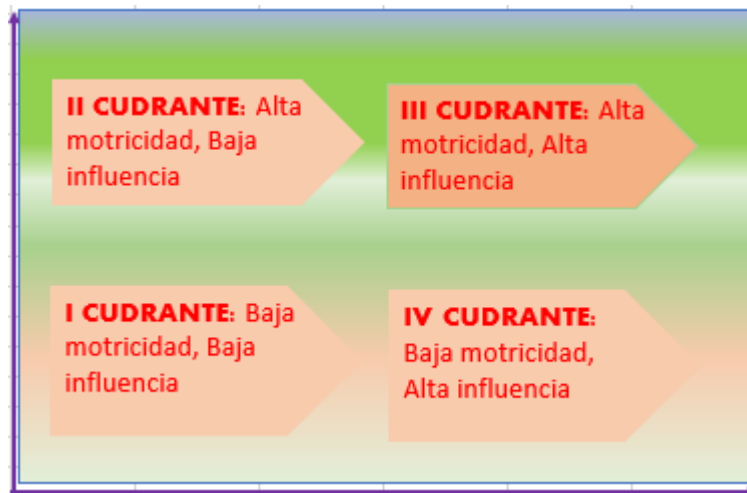 II CUDRANTE: Alta
motricidad, Baja
influencia
III CUDRANTE: Alta
motricidad, Alta
influencia
I CUDRANTE: Baja
motricidad, Baja
influencia
IV CUDRANTE:
Baja motricidad,
Alta influencia